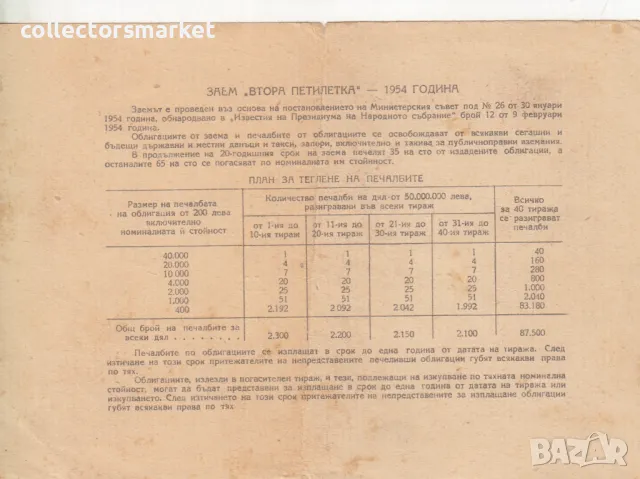 collectorsmarket
ЗАЕМ „ВТОРА ПЕТИЛЕТКА“ — 1954 ГОДИНА
Заемът е проведен въз основа на постановлението на Министерския съвет под № 26 от 30 януари
1954 година, обнародвано в „Известия на Президиума на Народното събрание“ брой 12 от 9 февруари
1954 година.
Облигациите от заема и печалбите от облигациите се освобождават от всякакви сегашни и
бъдещи държавни и местни данъци и такси, запори, включително и такива за публичноправни вземания.
В продължение на 20-годишния срок на заема печелят 35 на сто от издадените облигации, а
останалите 65 на сто се погасяват по номиналната им стойност.
ПЛАН ЗА ТЕГЛЕНЕ НА ПЕЧАЛБИТЕ
Размер на печалбата
на облигация от 200 лева
включително
номиналната ѝ стойност
Количество печалби на дял от 50.000.000 лева,
разигравани във всеки тираж
от 1-ия до
10-ия тираж
от 11-ия до
20-ия тираж
от 21-ия до
30-ия тираж
от 31-ия до
40-ия тираж
Всичко
за 40 тиража
се разиграват
печалби
40.000 1 1 1 1 40
20.000 4 4 4 4 160
10.000 7 7 7 7 280
4.000 20 20 20 20 800
2.000 25 25 25 25 1.000
1.000 51 51 51 51 2.040
400 2.192 2.092 2.042 1.992 83.180
Общ брой на печалбите за
всеки дял . . . . . . . . 2.300 2.200 2.150 2.100 87.500
Печалбите по облигациите се изплащат в срок до една година от датата на тиража. След
изтичане на този срок притежателите на непредставените печеливши облигации губят всякакви права
по тях.
Облигациите, излезли в погасителен тираж, и тези, подлежащи на изкупуване по тяхната номинална
стойност, могат да бъдат представени за изплащане в срок до една година от датата на тиража или
изкупването. След изтичането на този срок притежателите на непредставените за изплащане облигации
губят всякакви права по тях
BAZAR
bg